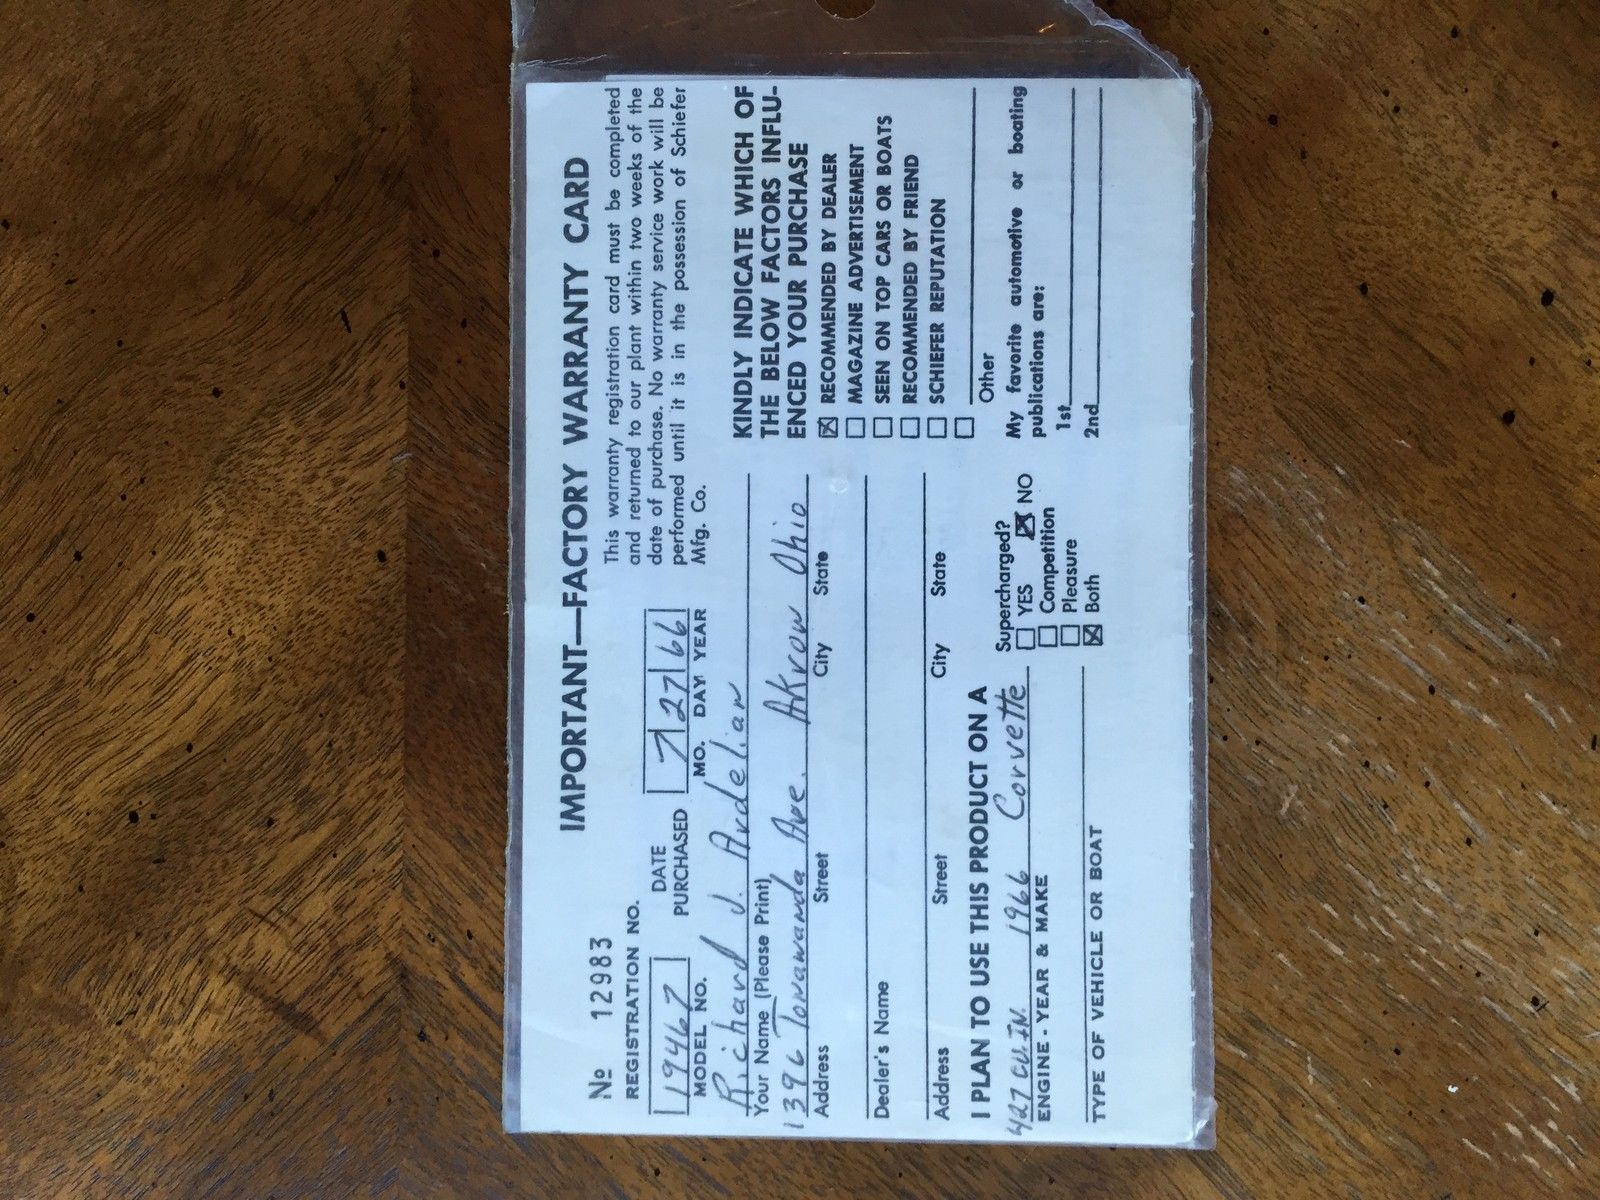 IMPORTANT—FACTORY WARRANTY CARD
No 12983
REGISTRATION NO.
This warranty registration card must be completed
and returned to our plant within two weeks of the
date of purchase. No warranty service work will be
performed until it is in the possession of Schiefer
Mfg. Co.
19467
MODEL NO.
DATE
PURCHASED
7 27 66
MO. DAY YEAR
Richard J. Ardelian
Your Name (Please Print)
1396 Tonawanda Ave. Akron Ohio
Address Street City State
Dealer's Name
Address Street City State
I PLAN TO USE THIS PRODUCT ON A
427 CU.IN. 1966 Corvette
ENGINE - YEAR & MAKE
TYPE OF VEHICLE OR BOAT
Supercharged?
YES NO
Competition
Pleasure
Both
KINDLY INDICATE WHICH OF
THE BELOW FACTORS INFLU-
ENCED YOUR PURCHASE
RECOMMENDED BY DEALER
MAGAZINE ADVERTISEMENT
SEEN ON TOP CARS OR BOATS
RECOMMENDED BY FRIEND
SCHIEFER REPUTATION
Other
My favorite automotive or boating
publications are:
1st
2nd